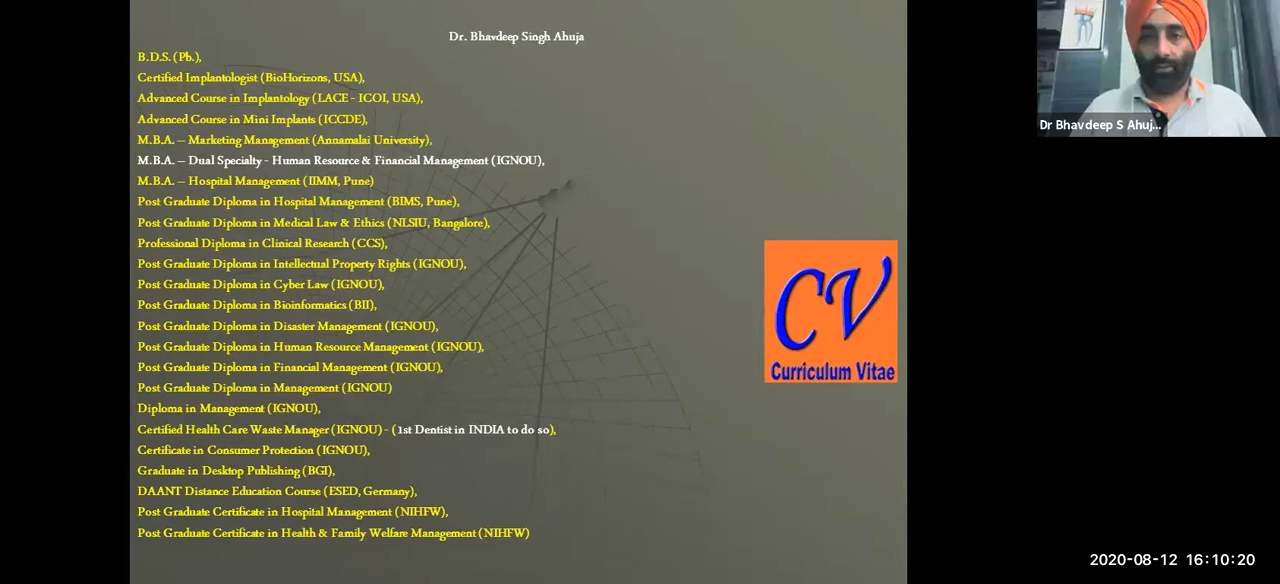 Dr. Bhavdeep Singh Ahuja
B.D.S. (Pb.),
Certified Implantologist (BioHorizons, USA),
Advanced Course in Implantology (LACE - ICOI, USA),
Advanced Course in Mini Implants (ICCDE),
M.B.A. – Marketing Management (Annamalai University),
M.B.A. – Dual Specialty - Human Resource & Financial Management (IGNOU),
M.B.A. – Hospital Management (IIMM, Pune)
Post Graduate Diploma in Hospital Management (BIMS, Pune),
Post Graduate Diploma in Medical Law & Ethics (NLSIU, Bangalore),
Professional Diploma in Clinical Research (CCS),
Post Graduate Diploma in Intellectual Property Rights (IGNOU),
Post Graduate Diploma in Cyber Law (IGNOU),
Post Graduate Diploma in Bioinformatics (BII),
Post Graduate Diploma in Disaster Management (IGNOU),
Post Graduate Diploma in Human Resource Management (IGNOU),
Post Graduate Diploma in Financial Management (IGNOU),
Post Graduate Diploma in Management (IGNOU)
Diploma in Management (IGNOU),
Certified Health Care Waste Manager (IGNOU) - (1st Dentist in INDIA to do so),
Certificate in Consumer Protection (IGNOU),
Graduate in Desktop Publishing (BGI),
DAANT Distance Education Course (ESED, Germany),
Post Graduate Certificate in Hospital Management (NIHFW),
Post Graduate Certificate in Health & Family Welfare Management (NIHFW)
CV
Curriculum Vitae
Dr Bhavdeep S Ahuj...
2020-08-12 16:10:20